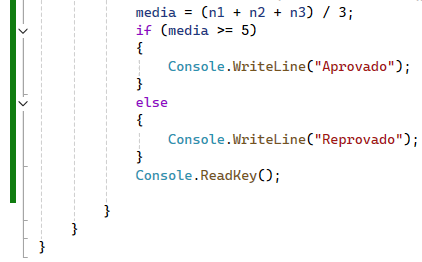 media = (n1 + n2 + n3) / 3;
if (media >= 5)
{
Console.WriteLine("Aprovado");
}
else
{
Console.WriteLine("Reprovado");
}
Console.ReadKey();
}
}
}